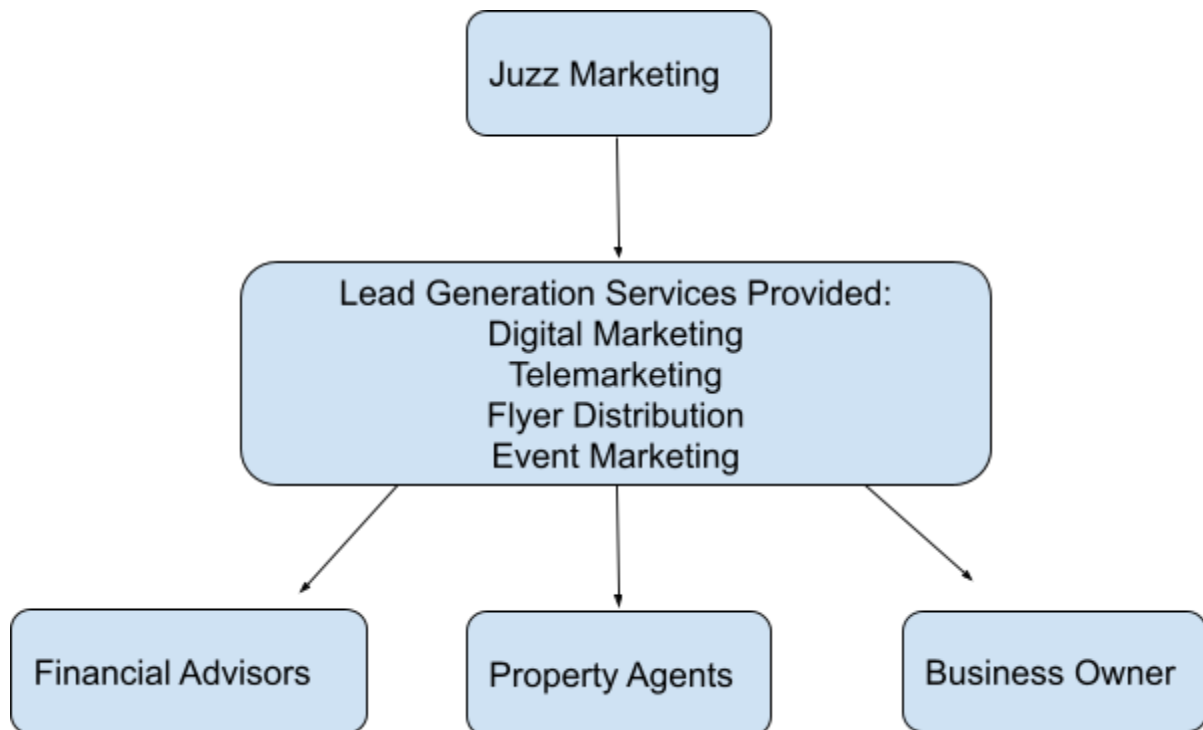 Juzz Marketing
Lead Generation Services Provided:
Digital Marketing
Telemarketing
Flyer Distribution
Event Marketing
Financial Advisors
Property Agents
Business Owner